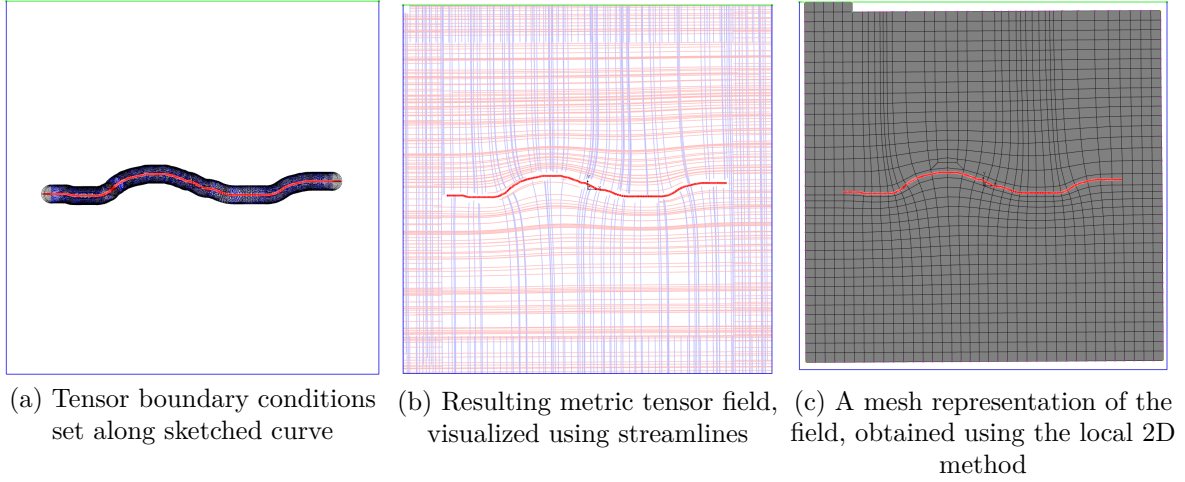 (a) Tensor boundary conditions
set along sketched curve
(b) Resulting metric tensor field,
visualized using streamlines
(c) A mesh representation of the
field, obtained using the local 2D
method